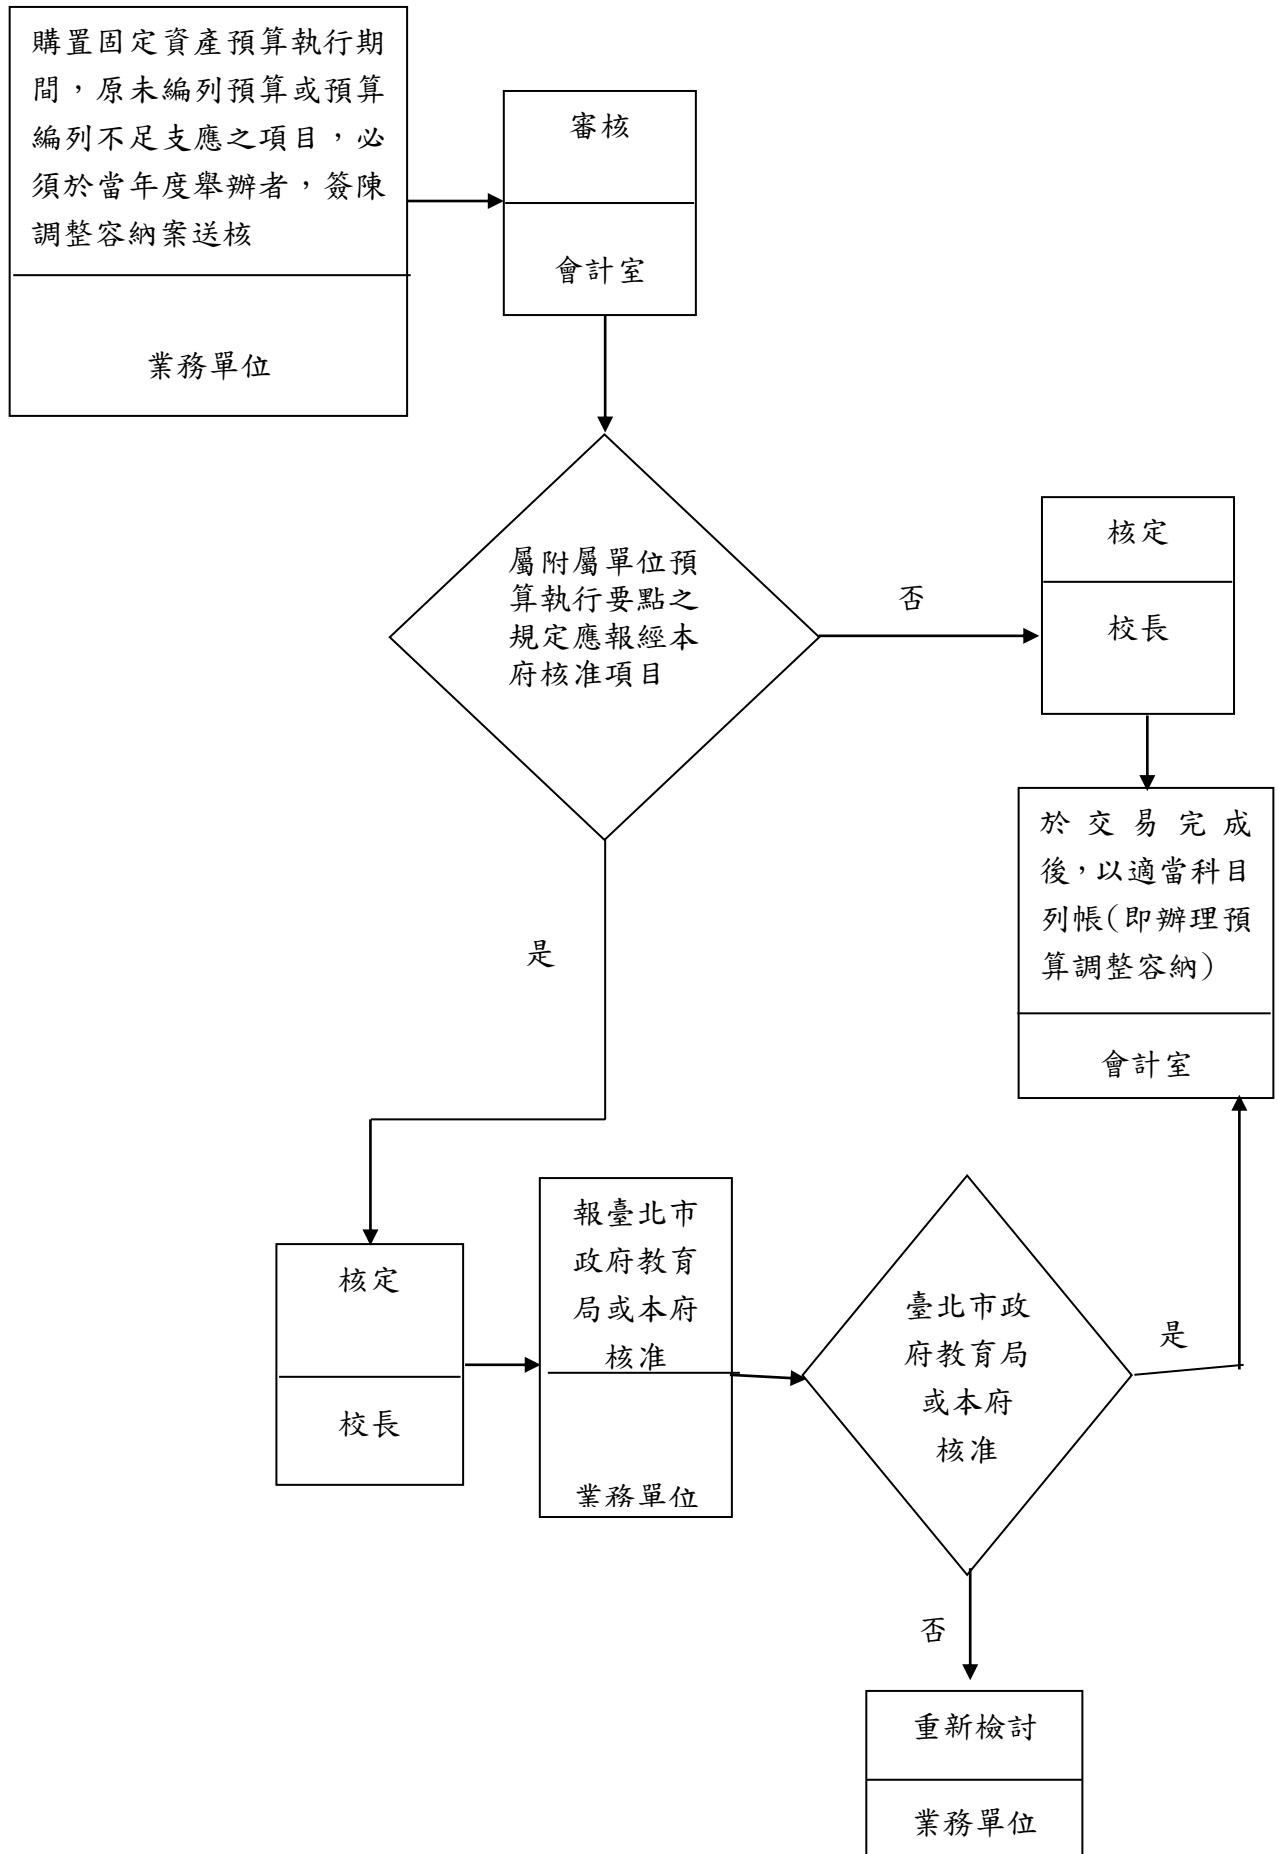 購置固定資產預算執行期
間，原未編列預算或預算
編列不足支應之項目，必
須於當年度舉辦者，簽陳
調整容納案送核
業務單位
審核
會計室
屬附屬單位預
算執行要點之
規定應報經本
府核准項目
否
核定
校長
於交易完成
後，以適當科目
列帳(即辦理預
算調整容納)
會計室
是
核定
校長
報臺北市
政府教育
局或本府
核准
業務單位
臺北市政
府教育局
或本府
核准
是
否
重新檢討
業務單位